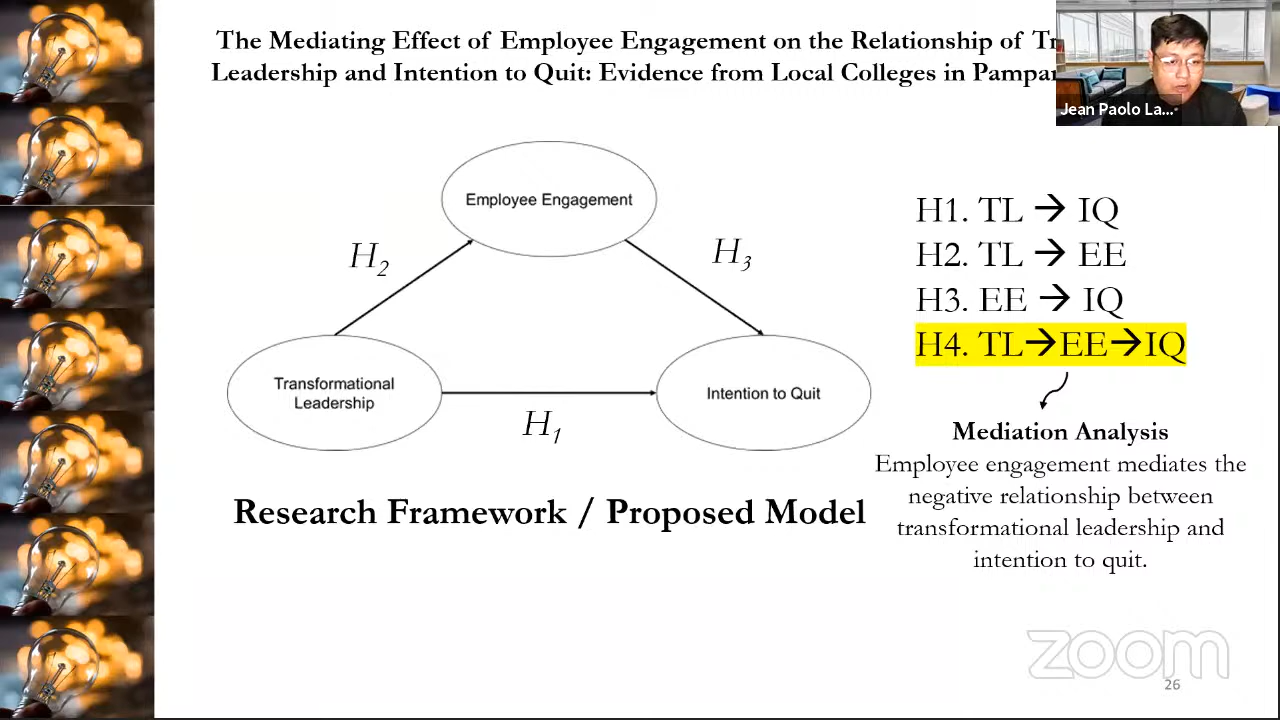 The Mediating Effect of Employee Engagement on the Relationship of
Leadership and Intention to Quit: Evidence from Local Colleges in
Jean Paolo La...
Employee Engagement
H2
H3
Transformational
Leadership
Intention to Quit
H1
Research Framework / Proposed Model
H1. TL → IQ
H2. TL → EE
H3. EE → IQ
H4. TL→EE→IQ
Mediation Analysis
Employee engagement mediates the
negative relationship between
transformational leadership and
intention to quit.
zoom
26